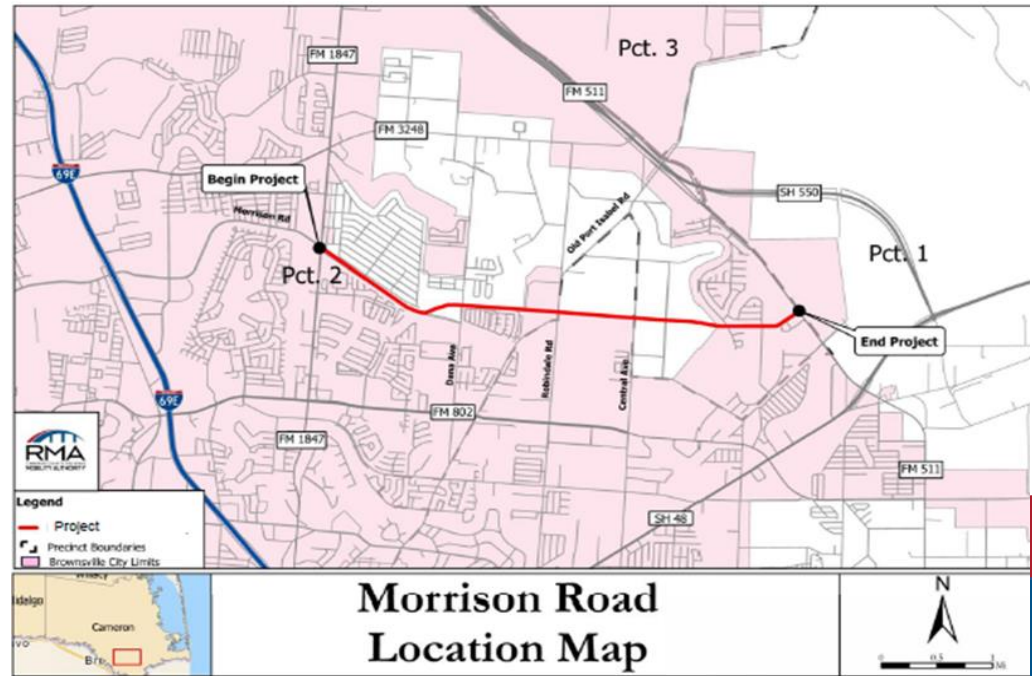 FM 1847
Pct. 3
FM 511
FM 3248
69E
Begin Project
SH 550
Morrison Rd
Old Port Isabel Rd
Pct. 2
Pct. 1
End Project
Dana Ave
Robindale Rd
Central Ave
69E
FM 802
FM 1847
RMA
FM 511
SH 48
Legend
Project
Precinct Boundaries
Brownsville City Limits
Morrison Road
Location Map
Cameron
N
0 0.5 1